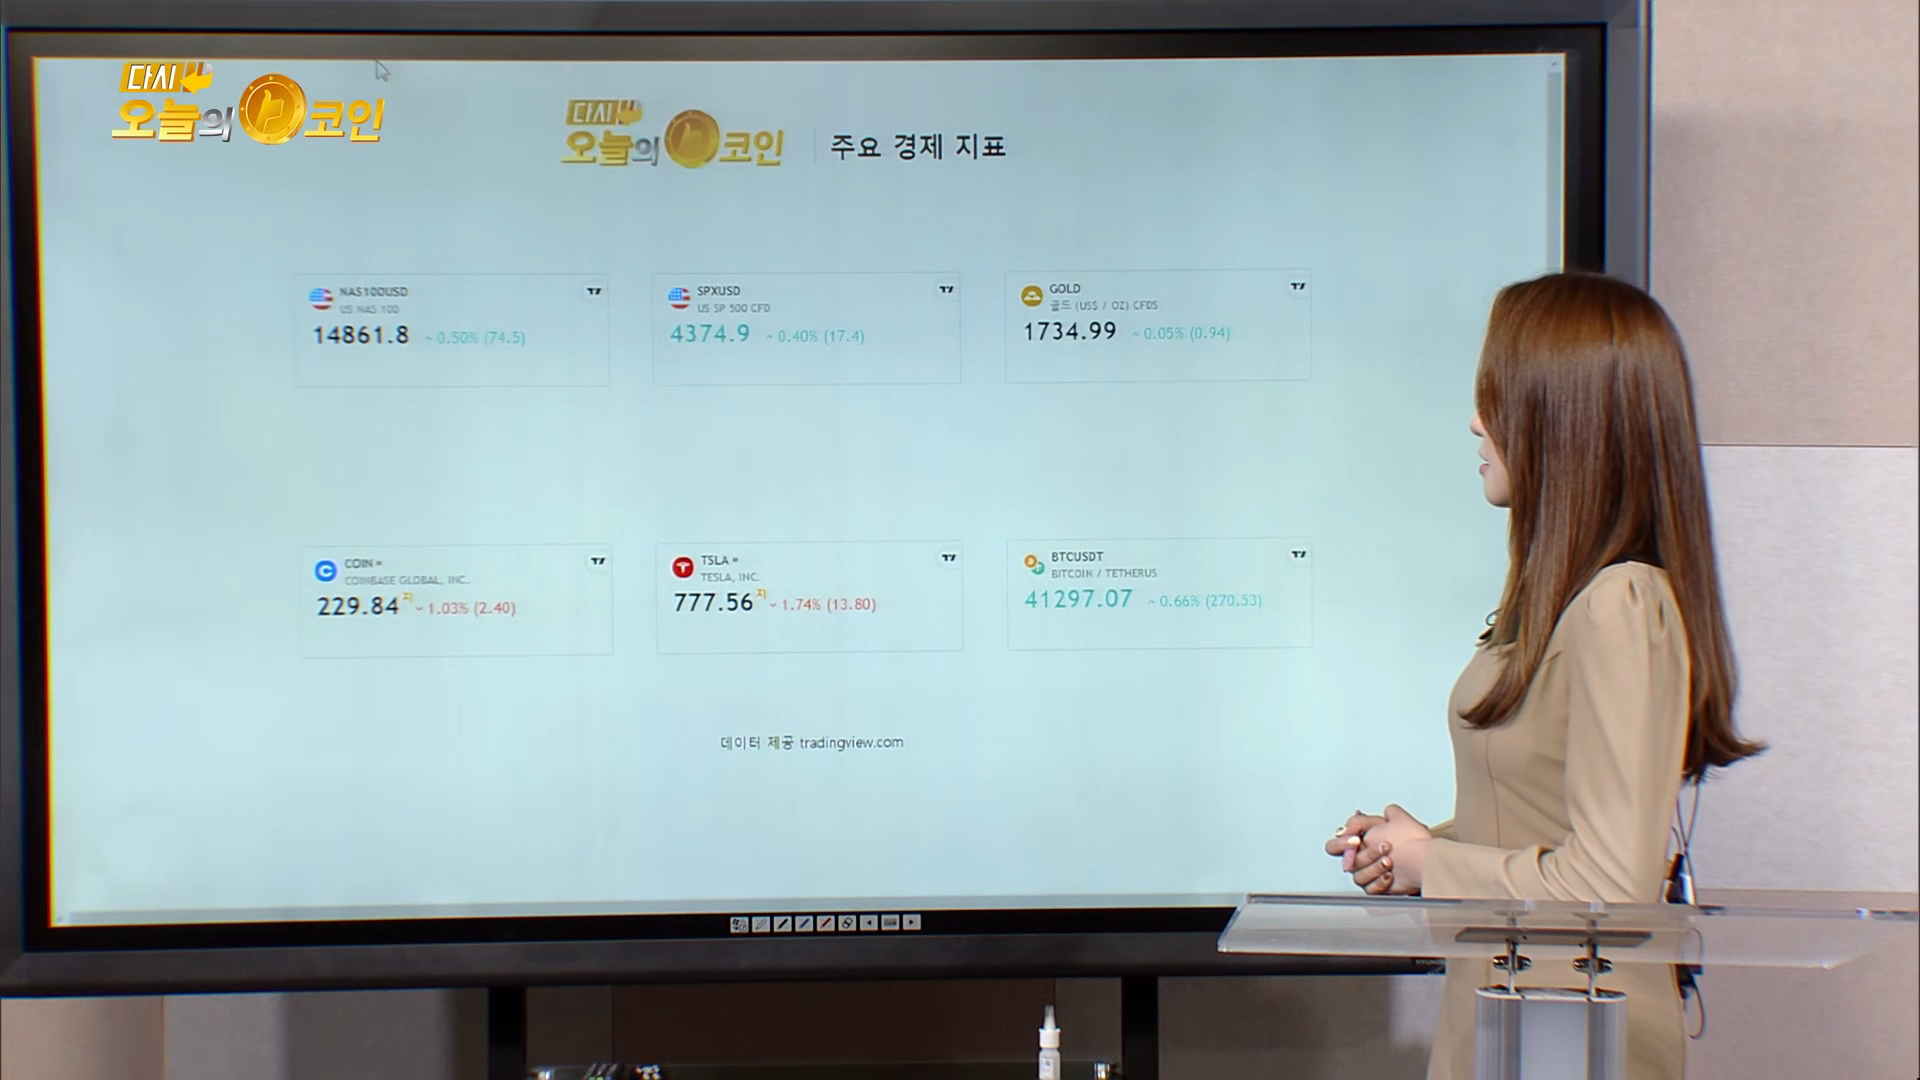 다시
오늘의 코인
다시
오늘의 코인
주요 경제 지표
NAS100USD
US NAS 100
14861.8 0.50% (74.5)
SPXUSD
US SP 500 CFD
4374.9 0.40% (17.4)
GOLD
골드 (US$ / OZ) CFDS
1734.99 0.05% (0.94)
COIN
COINBASE GLOBAL, INC.
229.84 지 1.03% (2.40)
TSLA
TESLA, INC.
777.56 지 1.74% (13.80)
BTCUSDT
BITCOIN / TETHERUS
41297.07 0.66% (270.53)
데이터 제공 tradingview.com